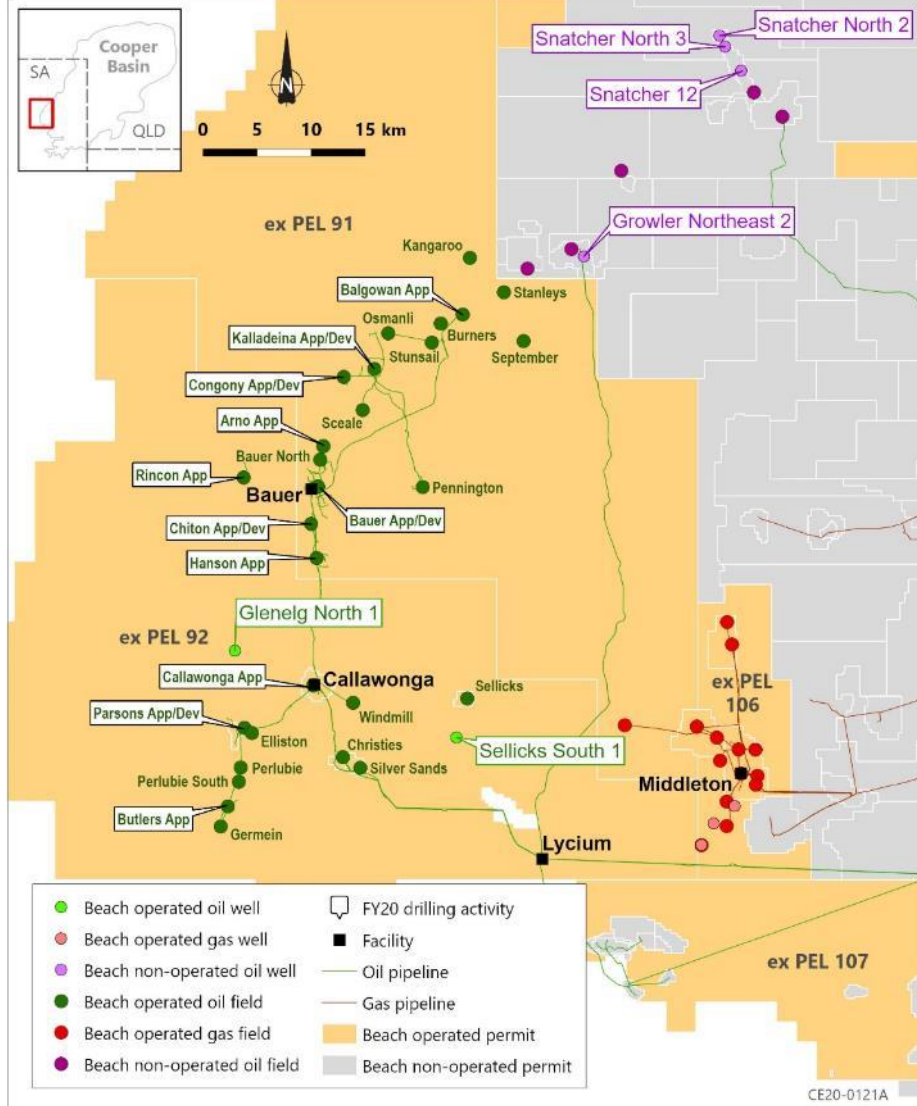 Cooper
Basin
SA
QLD
N
0 5 10 15 km
Snatcher North 2
Snatcher North 3
Snatcher 12
ex PEL 91
Growler Northeast 2
Kangaroo
Balgowan App
Stanleys
Osmanli
Burners
Kalladeina App/Dev
Stunsail
September
Congony App/Dev
Sceale
Arno App
Bauer North
Rincon App
Bauer
Pennington
Chiton App/Dev
Bauer App/Dev
Hanson App
Glenelg North 1
ex PEL 92
Callawonga App
Callawonga
Sellicks
ex PEL
106
Parsons App/Dev
Windmill
Elliston
Christies
Sellicks South 1
Perlubie
Silver Sands
Middleton
Perlubie South
Butlers App
Germein
Lycium
Beach operated oil well
Beach operated gas well
Beach non-operated oil well
Beach operated oil field
Beach operated gas field
Beach non-operated oil field
FY20 drilling activity
Facility
Oil pipeline
Gas pipeline
Beach operated permit
Beach non-operated permit
ex PEL 107
CE20-0121A